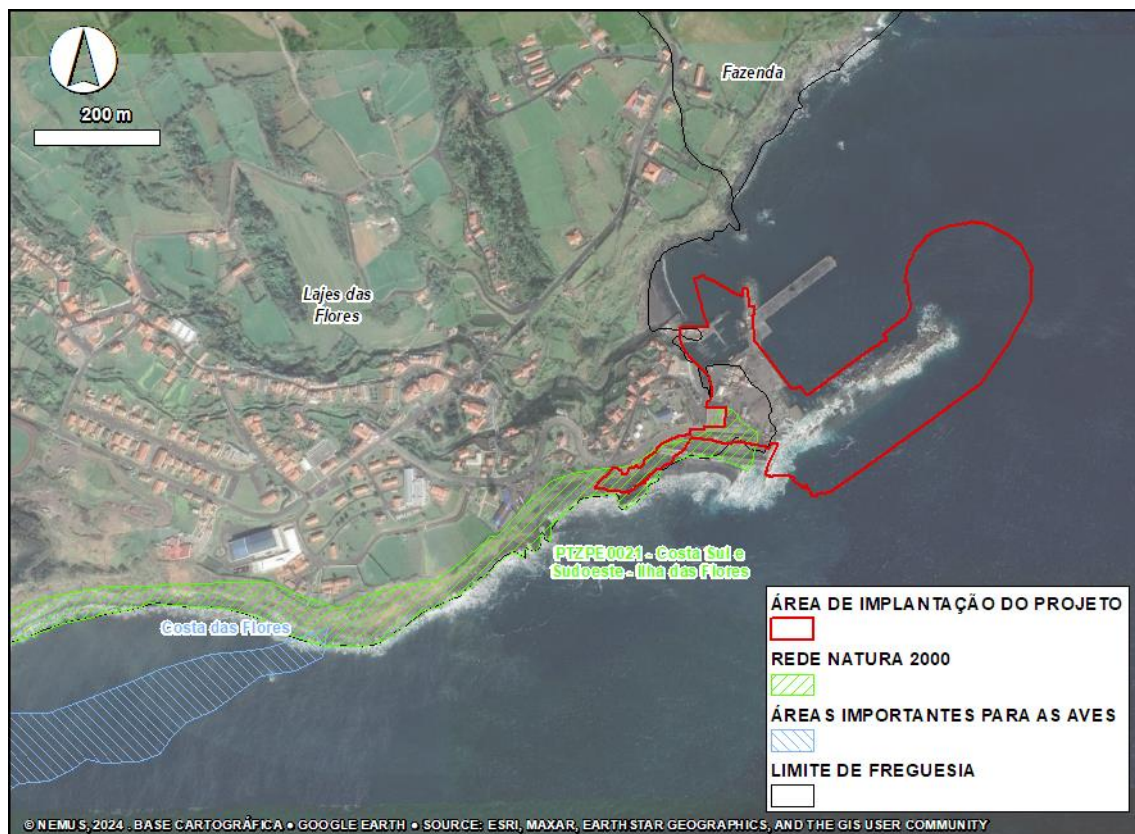 200 m
Fazenda
Lajes das
Flores
PTZPE0021 - Costa Sul e
Sudoeste - Ilha das Flores
Costa das Flores
ÁREA DE IMPLANTAÇÃO DO PROJETO
REDE NATURA 2000
ÁREAS IMPORTANTES PARA AS AVES
LIMITE DE FREGUESIA
© NEMUS, 2024 . BASE CARTOGRÁFICA ● GOOGLE EARTH ● SOURCE: ESRI, MAXAR, EARTHSTAR GEOGRAPHICS, AND THE GIS USER COMMUNITY